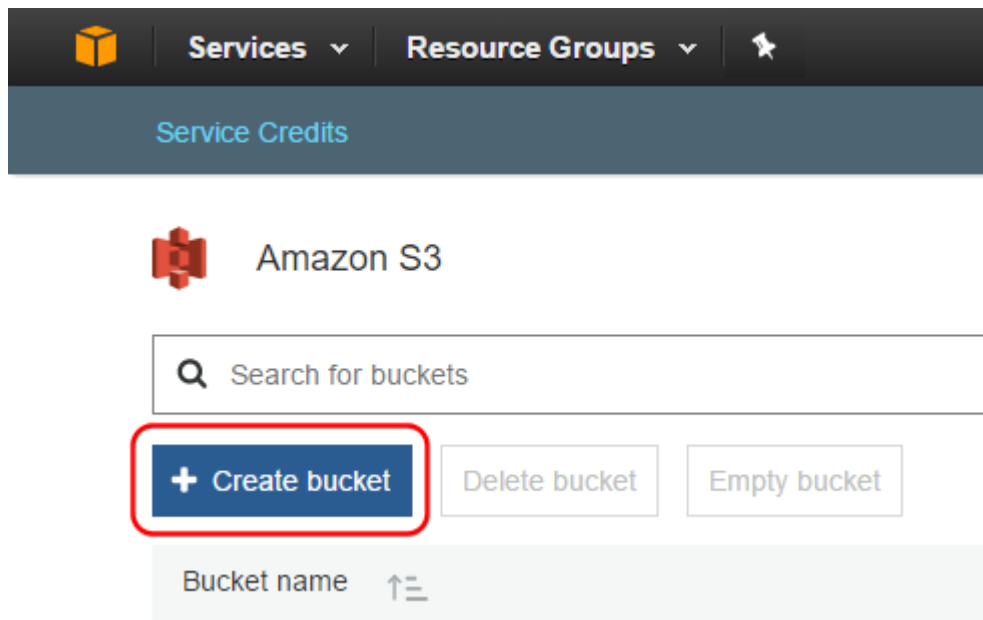 Services Resource Groups
Service Credits
Amazon S3
Search for buckets
+ Create bucket Delete bucket Empty bucket
Bucket name